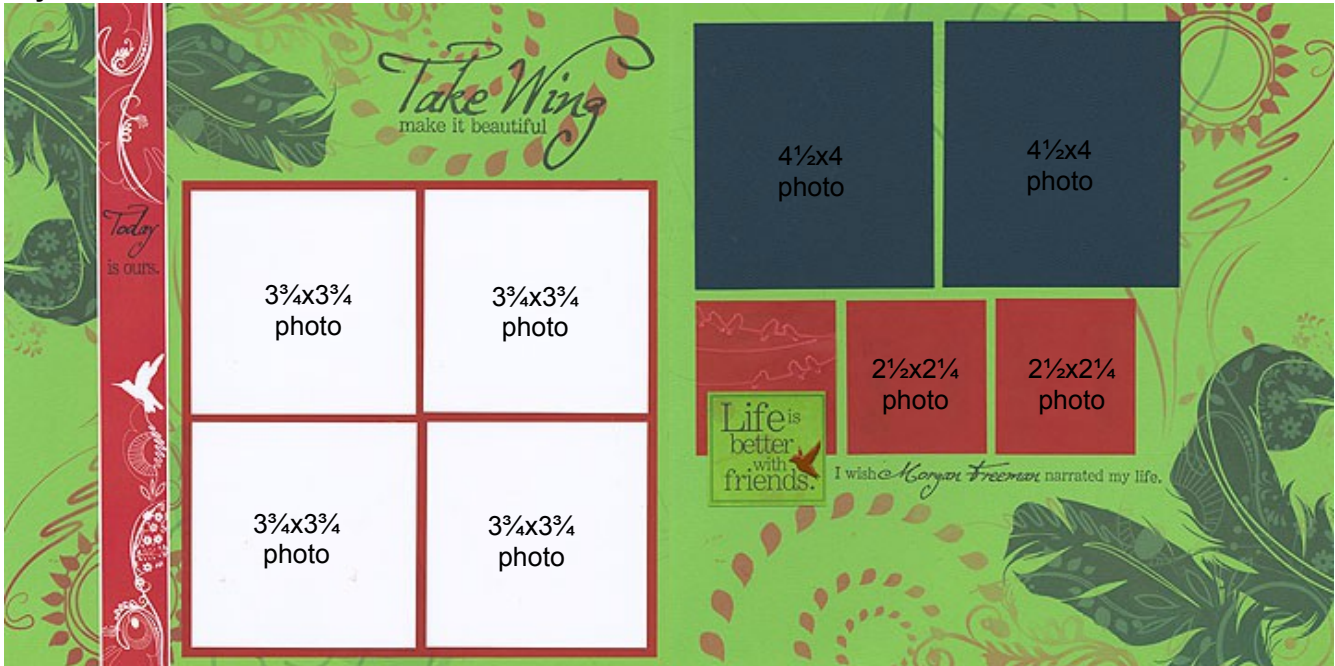 Take Wing
make it beautiful
Today
is ours.
3¾x3¾
photo
3¾x3¾
photo
3¾x3¾
photo
3¾x3¾
photo
4½x4
photo
4½x4
photo
2½x2¼
photo
2½x2¼
photo
Life is
better
with
friends.
I wish Morgan Freeman narrated my life.